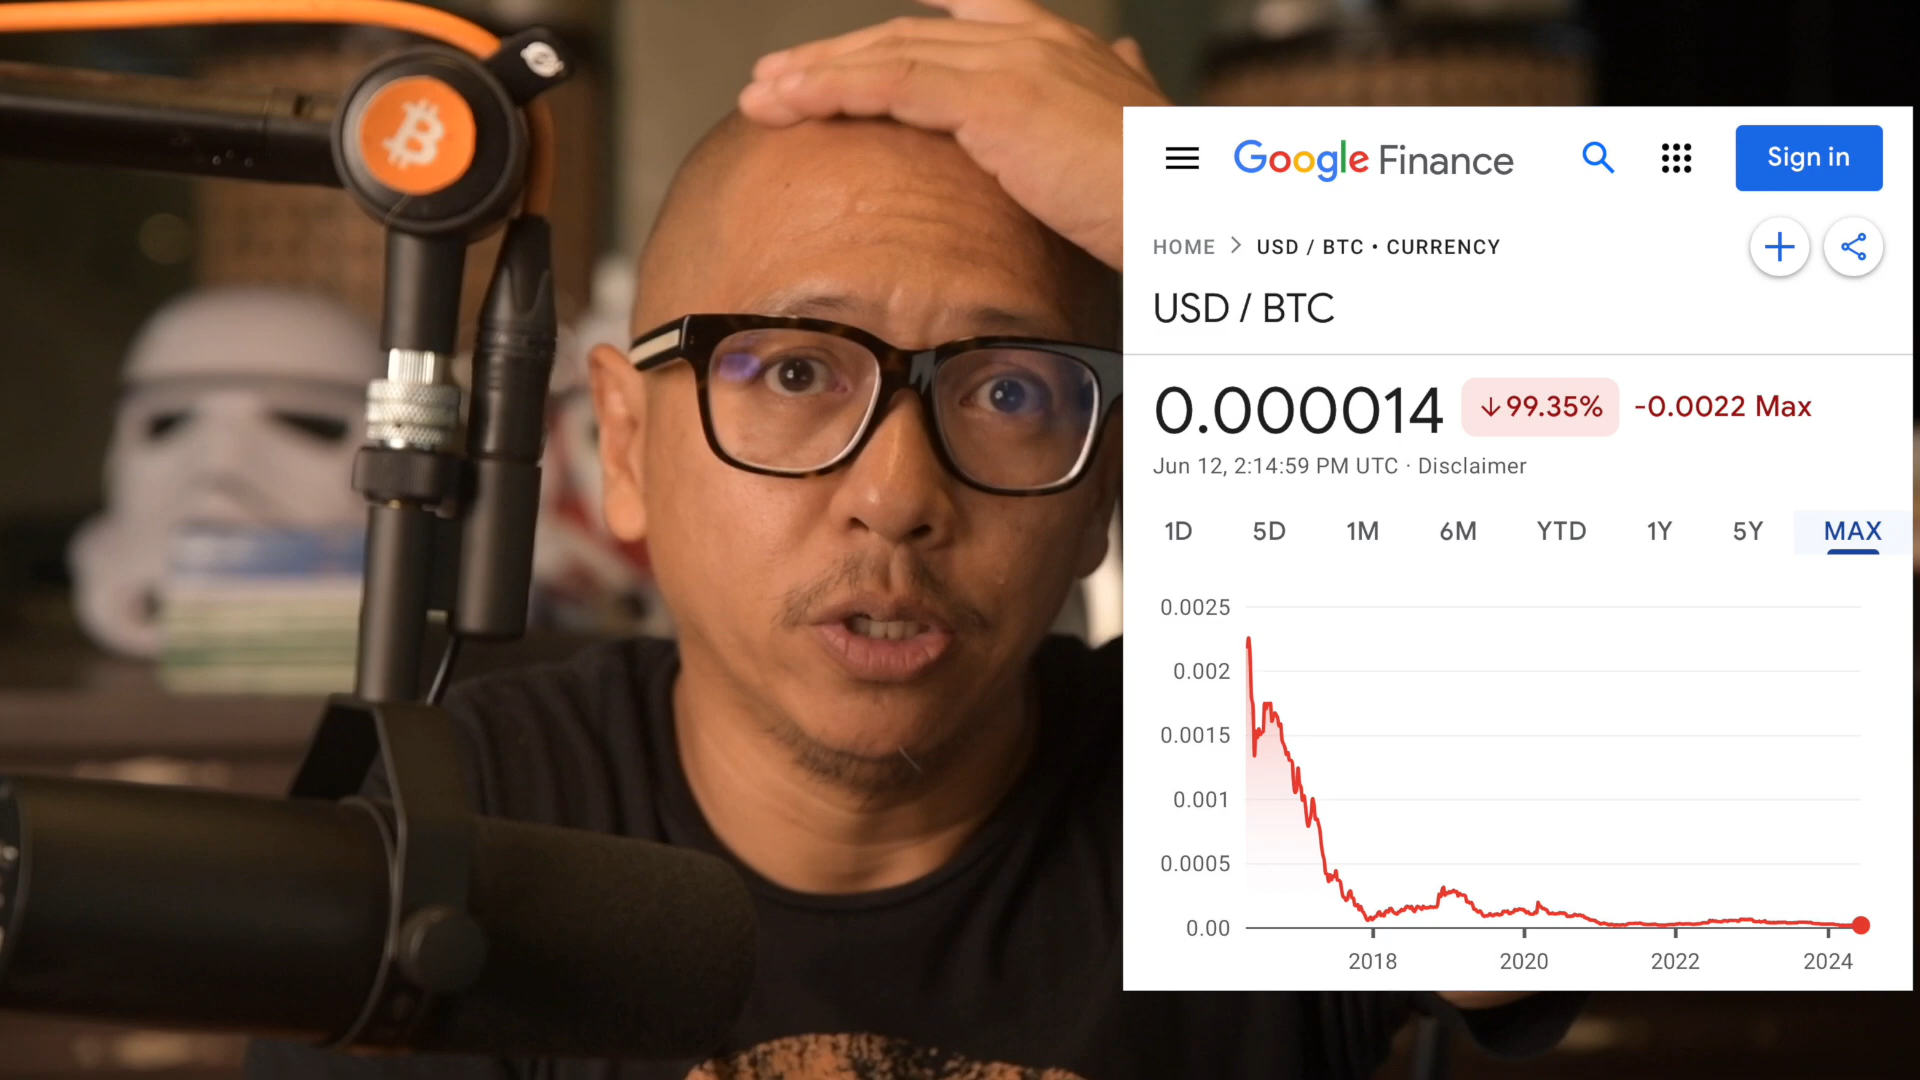 Google Finance
Sign in
HOME > USD / BTC • CURRENCY
USD / BTC
0.000014 ↓99.35% -0.0022 Max
Jun 12, 2:14:59 PM UTC · Disclaimer
1D 5D 1M 6M YTD 1Y 5Y MAX
0.0025
0.002
0.0015
0.001
0.0005
0.00
2018 2020 2022 2024